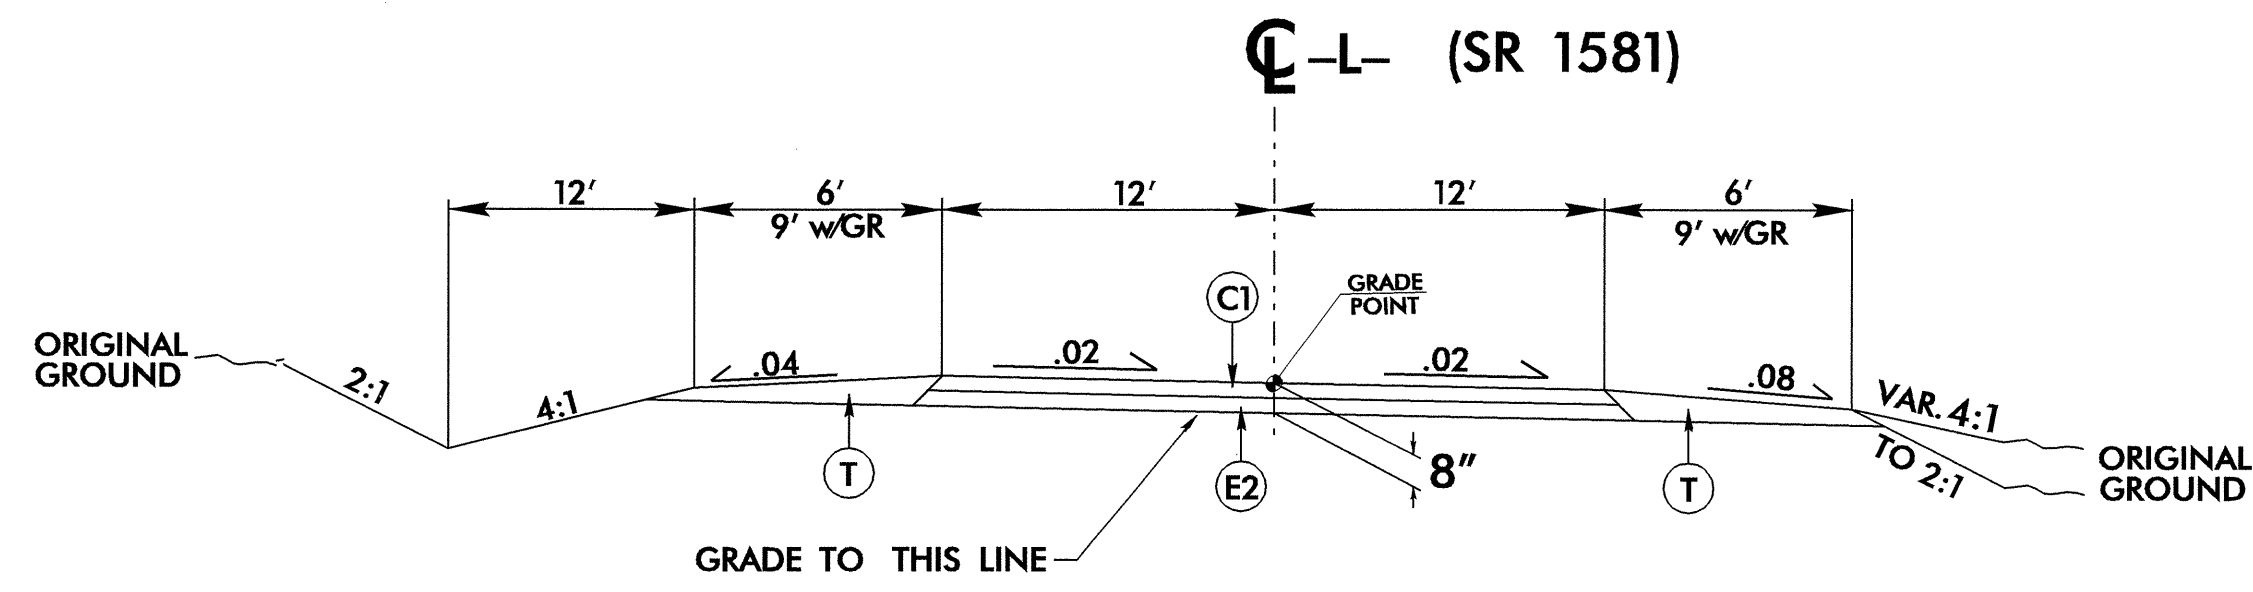 CL –L– (SR 1581)
12' 6' 12' 12' 6'
9' w/GR 9' w/GR
C1
GRADE
POINT
ORIGINAL
GROUND
2:1
4:1
.04
.02
.02
.08
VAR. 4:1
TO 2:1
ORIGINAL
GROUND
T
E2
8"
T
GRADE TO THIS LINE